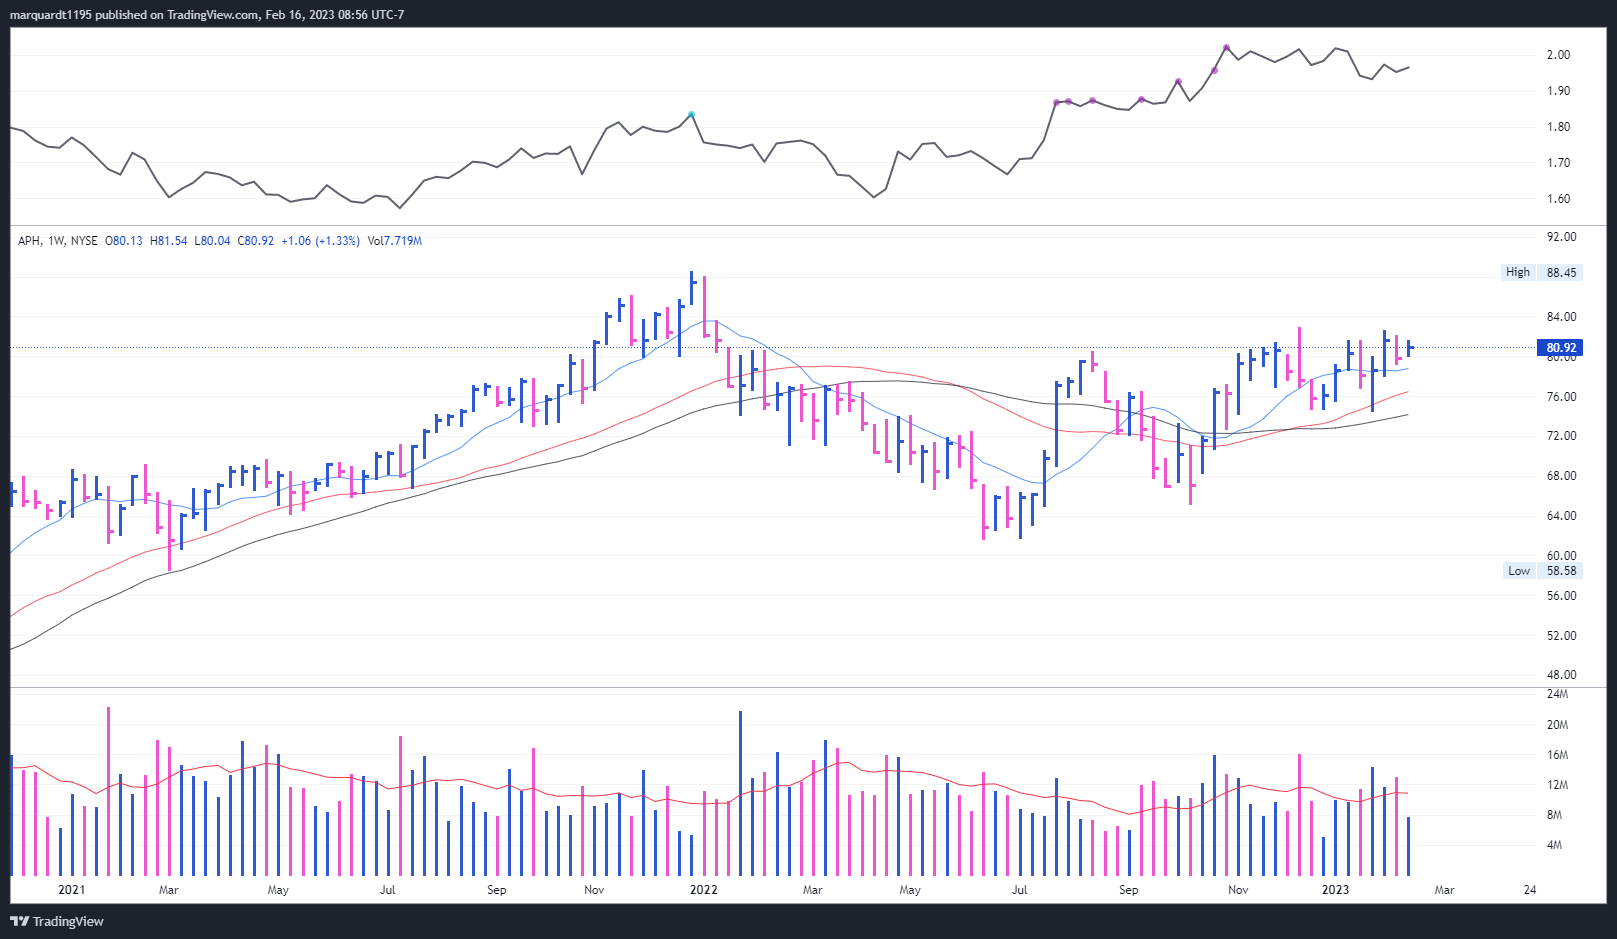 marquardt1195 published on TradingView.com, Feb 16, 2023 08:56 UTC-7
2.00
1.90
1.80
1.70
1.60
APH, 1W, NYSE O80.13 H81.54 L80.04 C80.92 +1.06 (+1.33%) Vol7.719M
92.00
High 88.45
84.00
80.92
80.00
76.00
72.00
68.00
64.00
60.00
Low 58.58
56.00
52.00
48.00
24M
20M
16M
12M
8M
4M
2021 Mar May Jul Sep Nov 2022 Mar May Jul Sep Nov 2023 Mar 24
TradingView